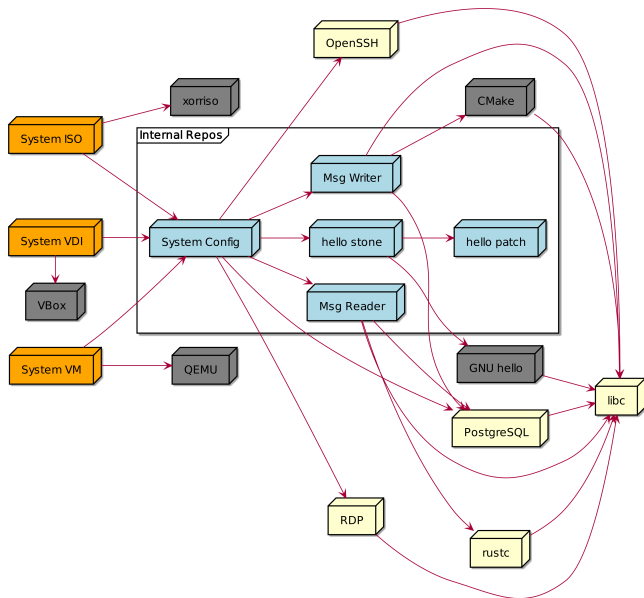 OpenSSH
xorriso
CMake
System ISO
Internal Repos
Msg Writer
System VDI
System Config
hello stone
hello patch
VBox
Msg Reader
System VM
QEMU
GNU hello
libc
PostgreSQL
RDP
rustc